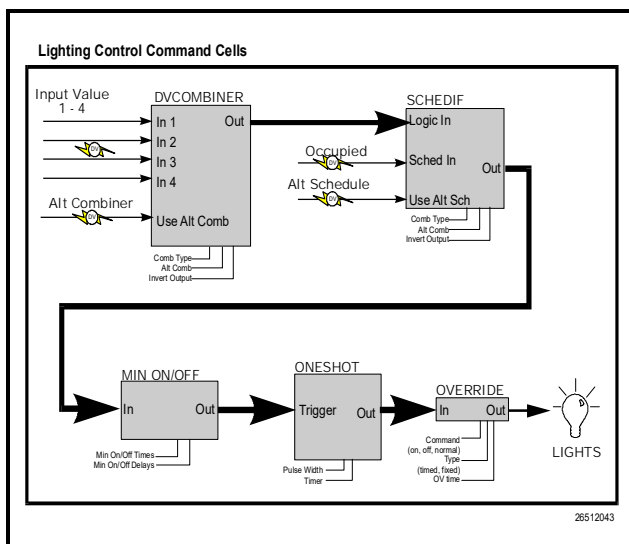 Lighting Control Command Cells
Input Value
1 - 4
DVCOMBINER
In 1
Out
In 2
DV
In 3
In 4
Alt Combiner
DV
Use Alt Comb
Comb Type
Alt Comb
Invert Output
SCHEDIF
Logic In
Occupied
DV
Sched In
Out
Alt Schedule
DV
Use Alt Sch
Comb Type
Alt Comb
Invert Output
MIN ON/OFF
In
Out
Min On/Off Times
Min On/Off Delays
ONESHOT
Trigger
Out
Pulse Width
Timer
OVERRIDE
In
Out
Command
(on, off, normal)
Type
(timed, fixed)
OV time
LIGHTS
26512043